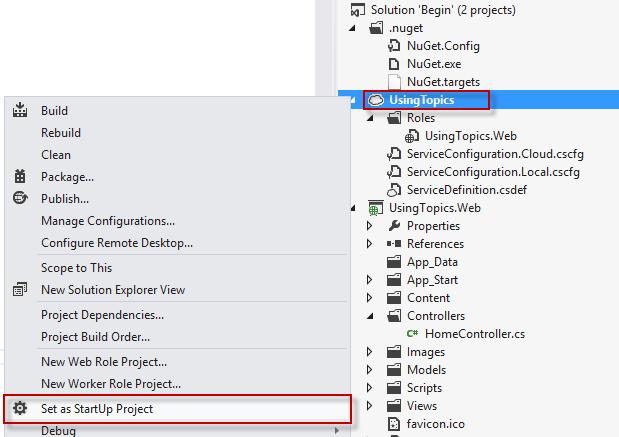 Solution 'Begin' (2 projects)
.nuget
NuGet.Config
NuGet.exe
NuGet.targets
UsingTopics
Roles
UsingTopics.Web
ServiceConfiguration.Cloud.cscfg
ServiceConfiguration.Local.cscfg
ServiceDefinition.csdef
UsingTopics.Web
Properties
References
App_Data
App_Start
Content
Controllers
C# HomeController.cs
Images
Models
Scripts
Views
favicon.ico
Build
Rebuild
Clean
Package...
Publish...
Manage Configurations...
Configure Remote Desktop...
Scope to This
New Solution Explorer View
Project Dependencies...
Project Build Order...
New Web Role Project...
New Worker Role Project...
Set as StartUp Project
Debug